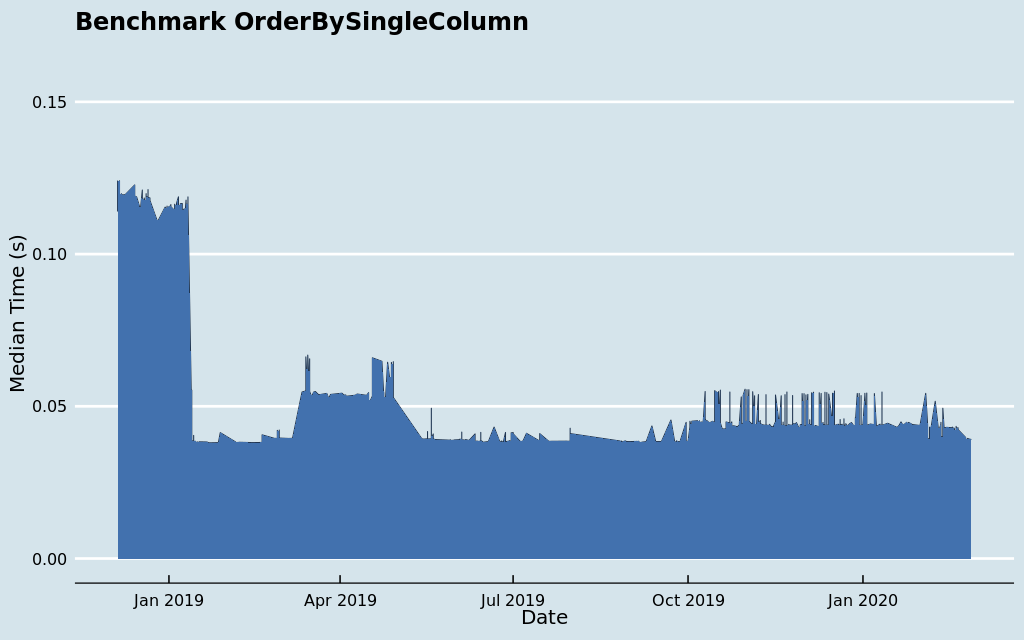 Benchmark OrderBySingleColumn
Median Time (s)
0.15
0.10
0.05
0.00
Jan 2019
Apr 2019
Jul 2019
Oct 2019
Jan 2020
Date